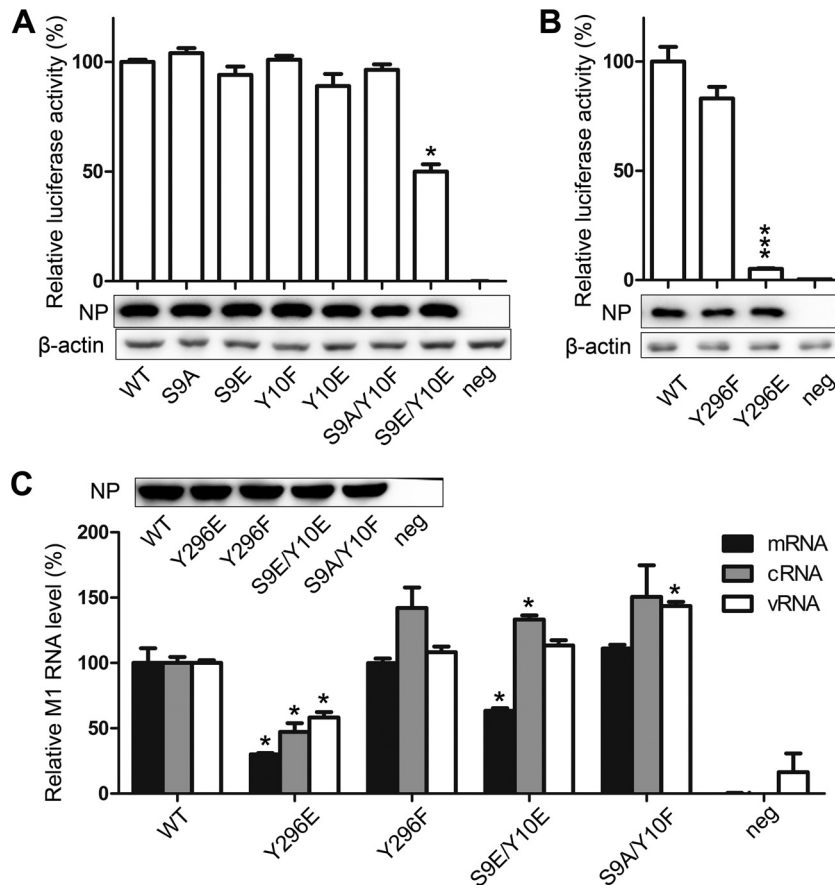 A
Relative luciferase activity (%)
100
50
0
*
NP
β-actin
WT
S9A
S9E
Y10F
Y10E
S9A/Y10F
S9E/Y10E
neg
B
Relative luciferase activity (%)
100
50
0
***
NP
β-actin
WT
Y296F
Y296E
neg
C
NP
WT
Y296E
Y296F
S9E/Y10E
S9A/Y10F
neg
Relative M1 RNA level (%)
200
150
100
50
0
* * *
* *
*
mRNA
cRNA
vRNA
WT
Y296E
Y296F
S9E/Y10E
S9A/Y10F
neg